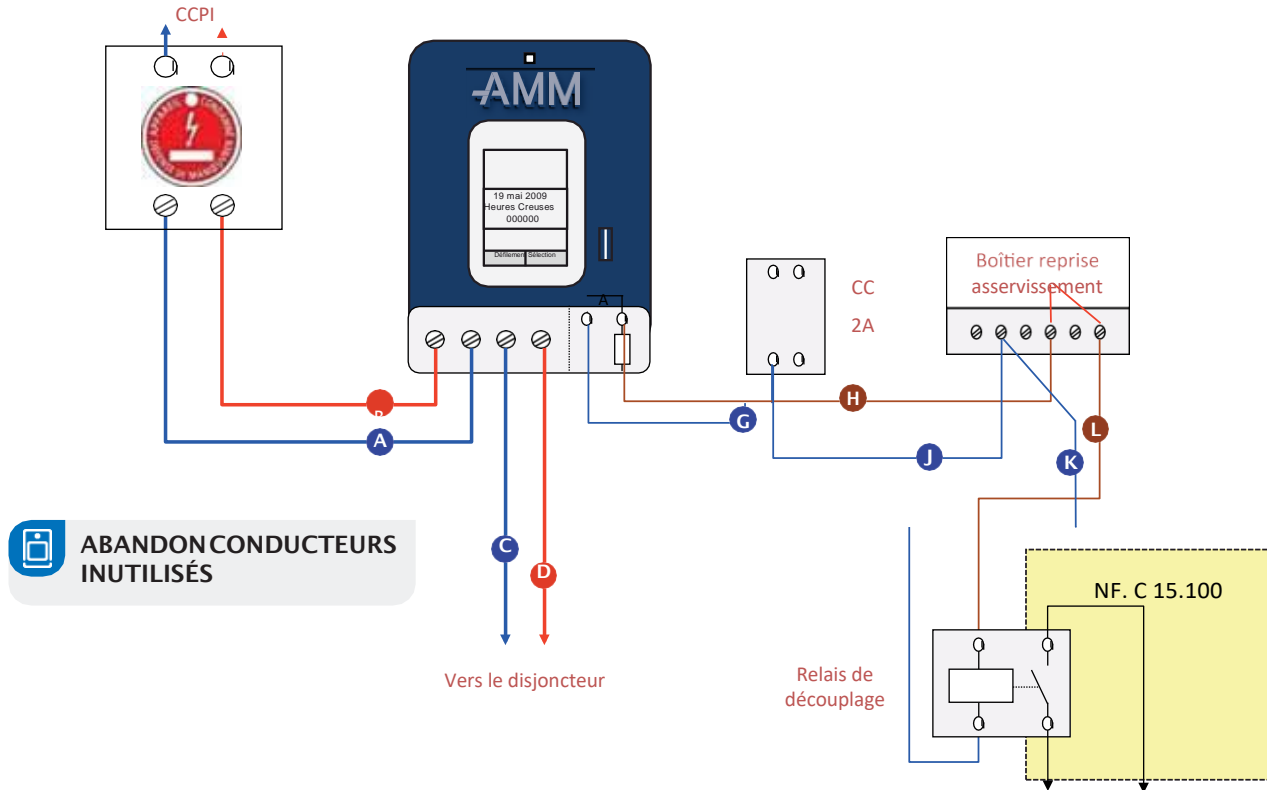 CCPI
AMM
19 mai 2009
Heures Creuses
000000
Défilement
Sélection
A
CC
2A
Boîtier reprise
asservissement
A
G
H
J
K
L
C
D
ABANDON CONDUCTEURS
INUTILISÉS
Vers le disjoncteur
Relais de
découplage
NF. C 15.100